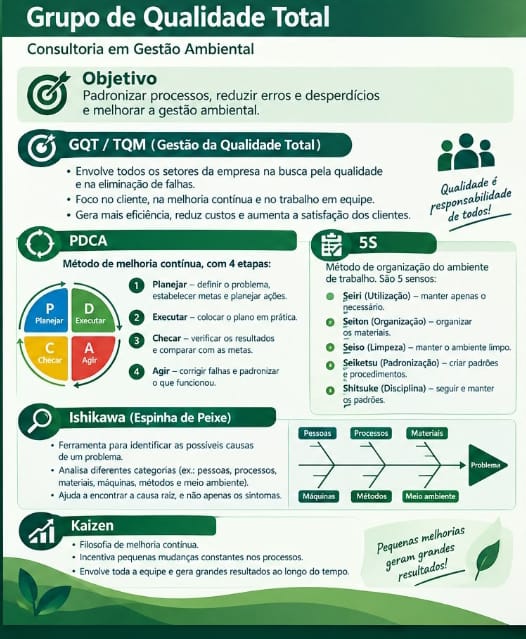 Grupo de Qualidade Total
Consultoria em Gestão Ambiental
Objetivo
Padronizar processos, reduzir erros e desperdícios
e melhorar a gestão ambiental.
GQT / TQM (Gestão da Qualidade Total)
• Envolve todos os setores da empresa na busca pela qualidade
e na eliminação de falhas.
• Foco no cliente, na melhoria contínua e no trabalho em equipe.
• Gera mais eficiência, reduz custos e aumenta a satisfação dos clientes.
Qualidade é
responsabilidade
de todos!
PDCA
Método de melhoria contínua, com 4 etapas:
P
Planejar
D
Executar
C
Checar
A
Agir
1 Planejar – definir o problema,
estabelecer metas e planejar ações.
2 Executar – colocar o plano em prática.
3 Checar – verificar os resultados
e comparar com as metas.
4 Agir – corrigir falhas e padronizar
o que funcionou.
5S
Método de organização do ambiente
de trabalho. São 5 sensos:
Seiri (Utilização) – manter apenas o
necessário.
Seiton (Organização) – organizar
os materiais.
Seiso (Limpeza) – manter o ambiente limpo.
Seiketsu (Padronização) – criar padrões
e procedimentos.
Shitsuke (Disciplina) – seguir e manter
os padrões.
Ishikawa (Espinha de Peixe)
• Ferramenta para identificar as possíveis causas
de um problema.
• Analisa diferentes categorias (ex.: pessoas, processos,
materiais, máquinas, métodos e meio ambiente).
• Ajuda a encontrar a causa raiz, e não apenas os sintomas.
Pessoas
Processos
Materiais
Problema
Máquinas
Métodos
Meio ambiente
Kaizen
• Filosofia de melhoria contínua.
• Incentiva pequenas mudanças constantes nos processos.
• Envolve toda a equipe e gera grandes resultados ao longo do tempo.
Pequenas melhorias
geram grandes
resultados!